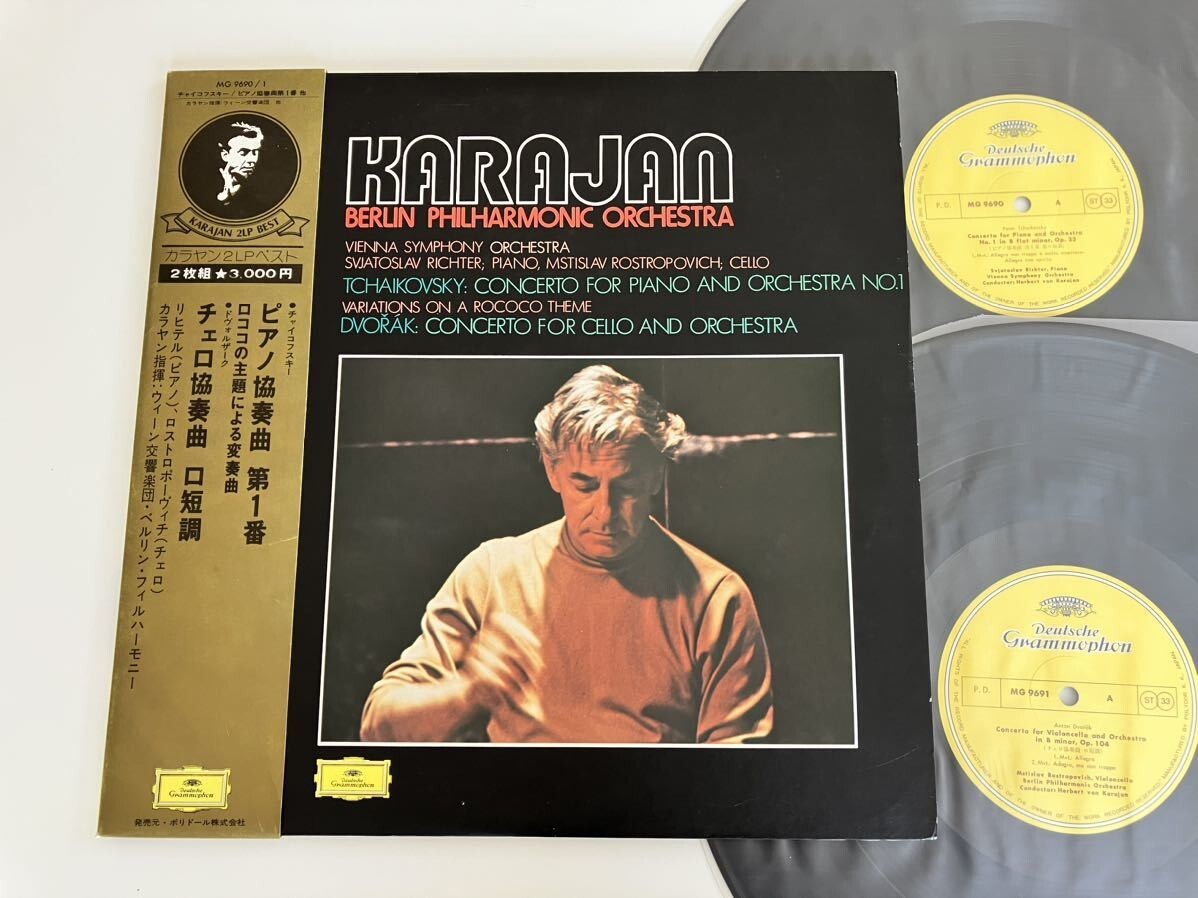 MG 9690/1
チャイコフスキー/ピアノ協奏曲第1番 他
カラヤン指揮/ウィーン交響楽団 他
KARAJAN 2LP BEST
カラヤン2LPベスト
2枚組★3,000円
●チャイコフスキー
ピアノ協奏曲 第1番
ロココの主題による変奏曲
●ドヴォルザーク
チェロ協奏曲 ロ短調
リヒテル(ピアノ)、ロストロポーヴィチ(チェロ)
カラヤン指揮:ウィーン交響楽団・ベルリン・フィルハーモニー
Deutsche
Grammophon
発売元・ポリドール株式会社
KARAJAN
BERLIN PHILHARMONIC ORCHESTRA
VIENNA SYMPHONY ORCHESTRA
SVJATOSLAV RICHTER; PIANO, MSTISLAV ROSTROPOVICH; CELLO
TCHAIKOVSKY: CONCERTO FOR PIANO AND ORCHESTRA NO.1
VARIATIONS ON A ROCOCO THEME
DVOŘÁK: CONCERTO FOR CELLO AND ORCHESTRA
Deutsche
Grammophon
Deutsche
Grammophon
P.D. MG 9690 A ST 33
Peter Tchaikovsky
Concerto for Piano and Orchestra
No. 1 in B flat minor, Op. 23
Svjatoslav Richter, Piano
Vienna Symphony Orchestra
Conductor: Herbert von Karajan
Deutsche
Grammophon
P.D. MG 9691 A ST 33
Anton Dvořák
Concerto for Violoncello and Orchestra
in B minor, Op. 104
(チェロ協奏曲 ロ短調)
1. Mvt. Allegro
2. Mvt. Adagio, ma non troppo
Mstislav Rostropovich, Violoncello
Berlin Philharmonic Orchestra
Conductor: Herbert von Karajan